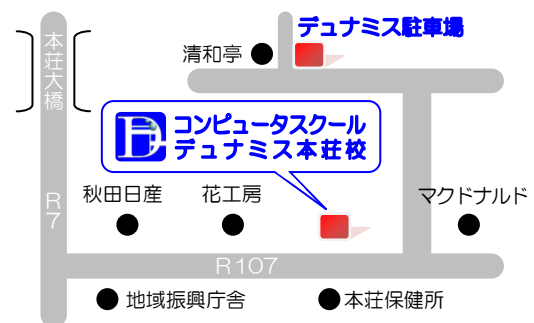 デュナミス駐車場
清和亭
本荘大橋
コンピュータスクール
デュナミス本荘校
秋田日産
花工房
マクドナルド
R7
R107
地域振興庁舎
本荘保健所